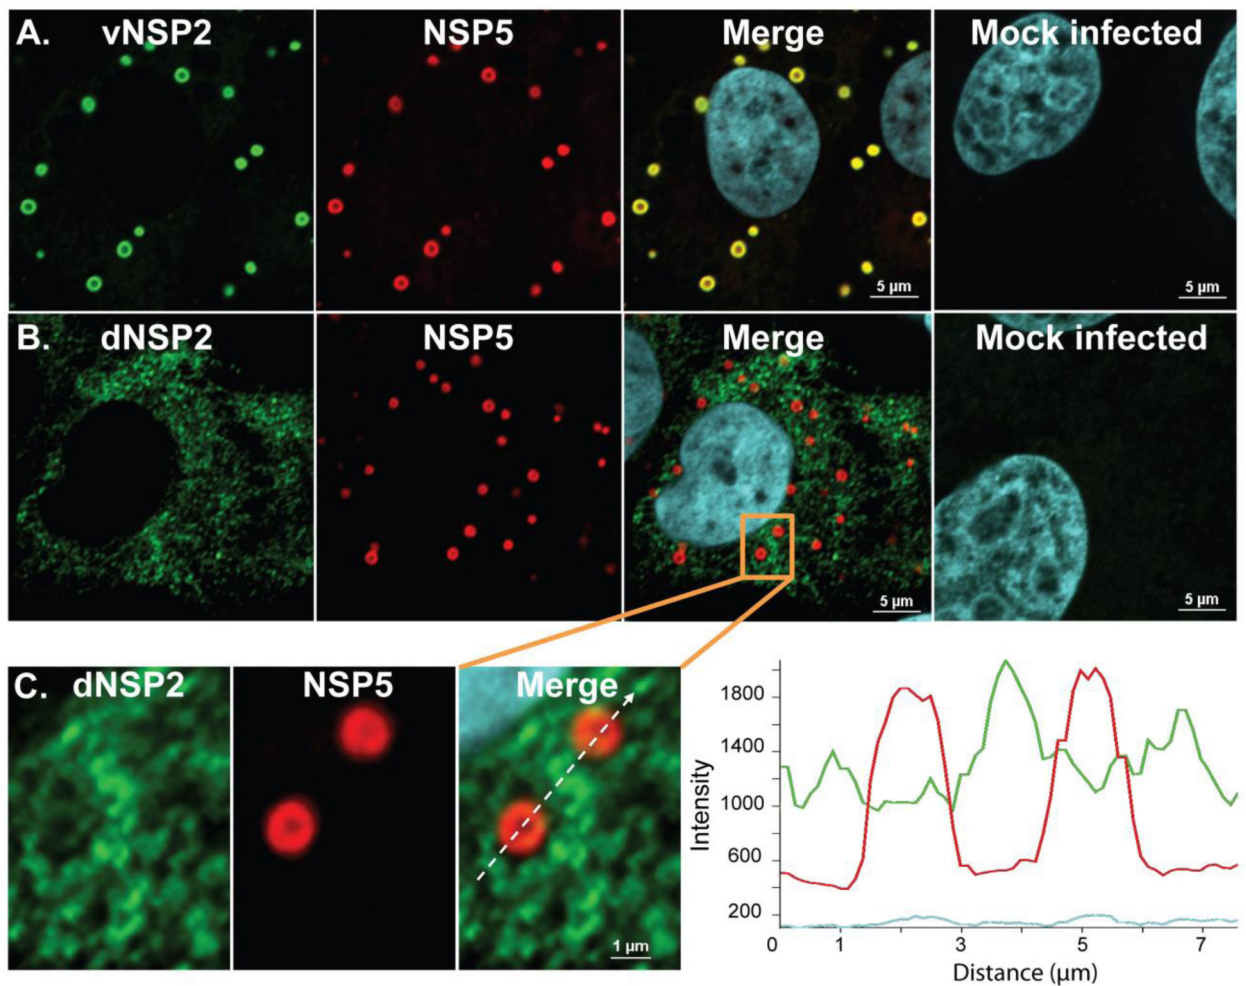 A. vNSP2 NSP5 Merge Mock infected
5 µm 5 µm
B. dNSP2 NSP5 Merge Mock infected
5 µm 5 µm
C. dNSP2 NSP5 Merge
1 µm
Intensity
1800
1400
1000
600
200
0 1 3 5 7
Distance (µm)